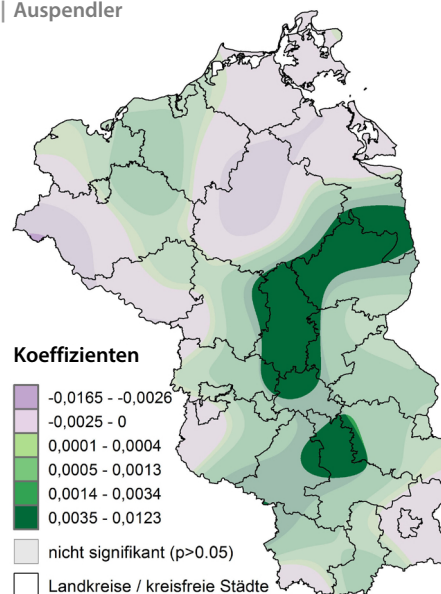 | Auspendler
Koeffizienten
-0,0165 - -0,0026
-0,0025 - 0
0,0001 - 0,0004
0,0005 - 0,0013
0,0014 - 0,0034
0,0035 - 0,0123
nicht signifikant (p>0.05)
Landkreise / kreisfreie Städte